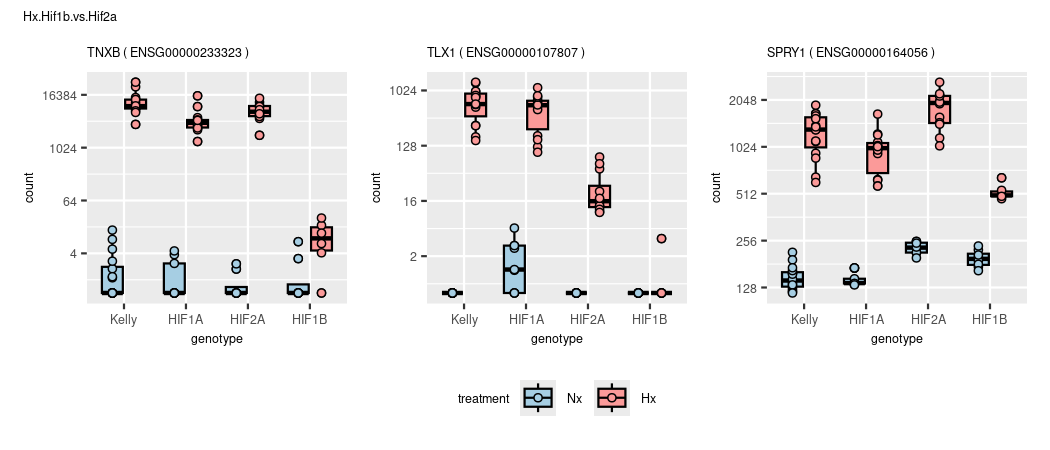 Hx.Hif1b.vs.Hif2a
TNXB ( ENSG00000233323 )
16384
1024
64
4
count
Kelly HIF1A HIF2A HIF1B
genotype
TLX1 ( ENSG00000107807 )
1024
128
16
2
count
Kelly HIF1A HIF2A HIF1B
genotype
SPRY1 ( ENSG00000164056 )
2048
1024
512
256
128
count
Kelly HIF1A HIF2A HIF1B
genotype
treatment Nx Hx